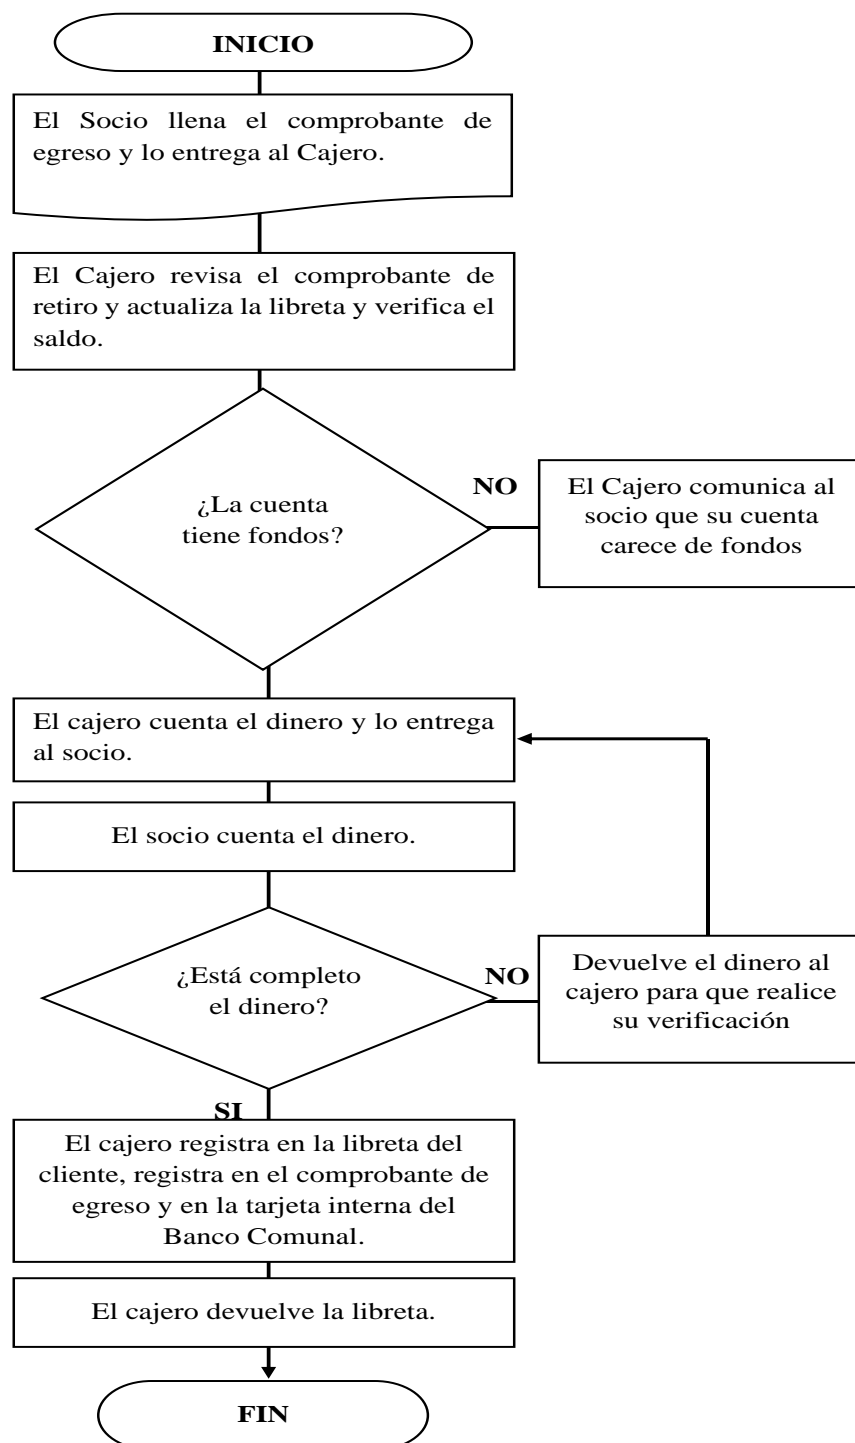 INICIO
El Socio llena el comprobante de
egreso y lo entrega al Cajero.
El Cajero revisa el comprobante de
retiro y actualiza la libreta y verifica el
saldo.
¿La cuenta
tiene fondos?
NO
El Cajero comunica al
socio que su cuenta
carece de fondos
El cajero cuenta el dinero y lo entrega
al socio.
El socio cuenta el dinero.
¿Está completo
el dinero?
NO
Devuelve el dinero al
cajero para que realice
su verificación
SI
El cajero registra en la libreta del
cliente, registra en el comprobante de
egreso y en la tarjeta interna del
Banco Comunal.
El cajero devuelve la libreta.
FIN